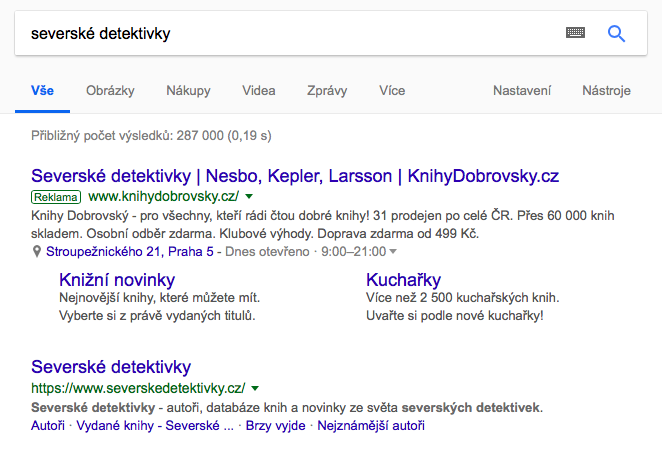 severské detektivky
Vše Obrázky Nákupy Videa Zprávy Více Nastavení Nástroje
Přibližný počet výsledků: 287 000 (0,19 s)
Severské detektivky | Nesbo, Kepler, Larsson | KnihyDobrovsky.cz
Reklama www.knihydobrovsky.cz/
Knihy Dobrovský - pro všechny, kteří rádi čtou dobré knihy! 31 prodejen po celé ČR. Přes 60 000 knih
skladem. Osobní odběr zdarma. Klubové výhody. Doprava zdarma od 499 Kč.
Stroupežnického 21, Praha 5 - Dnes otevřeno · 9:00–21:00
Knižní novinky
Nejnovější knihy, které můžete mít.
Vyberte si z právě vydaných titulů.
Kuchařky
Více než 2 500 kuchařských knih.
Uvařte si podle nové kuchařky!
Severské detektivky
https://www.severskedetektivky.cz/
Severské detektivky - autoři, databáze knih a novinky ze světa severských detektivek.
Autoři · Vydané knihy - Severské ... · Brzy vyjde · Nejznámější autoři